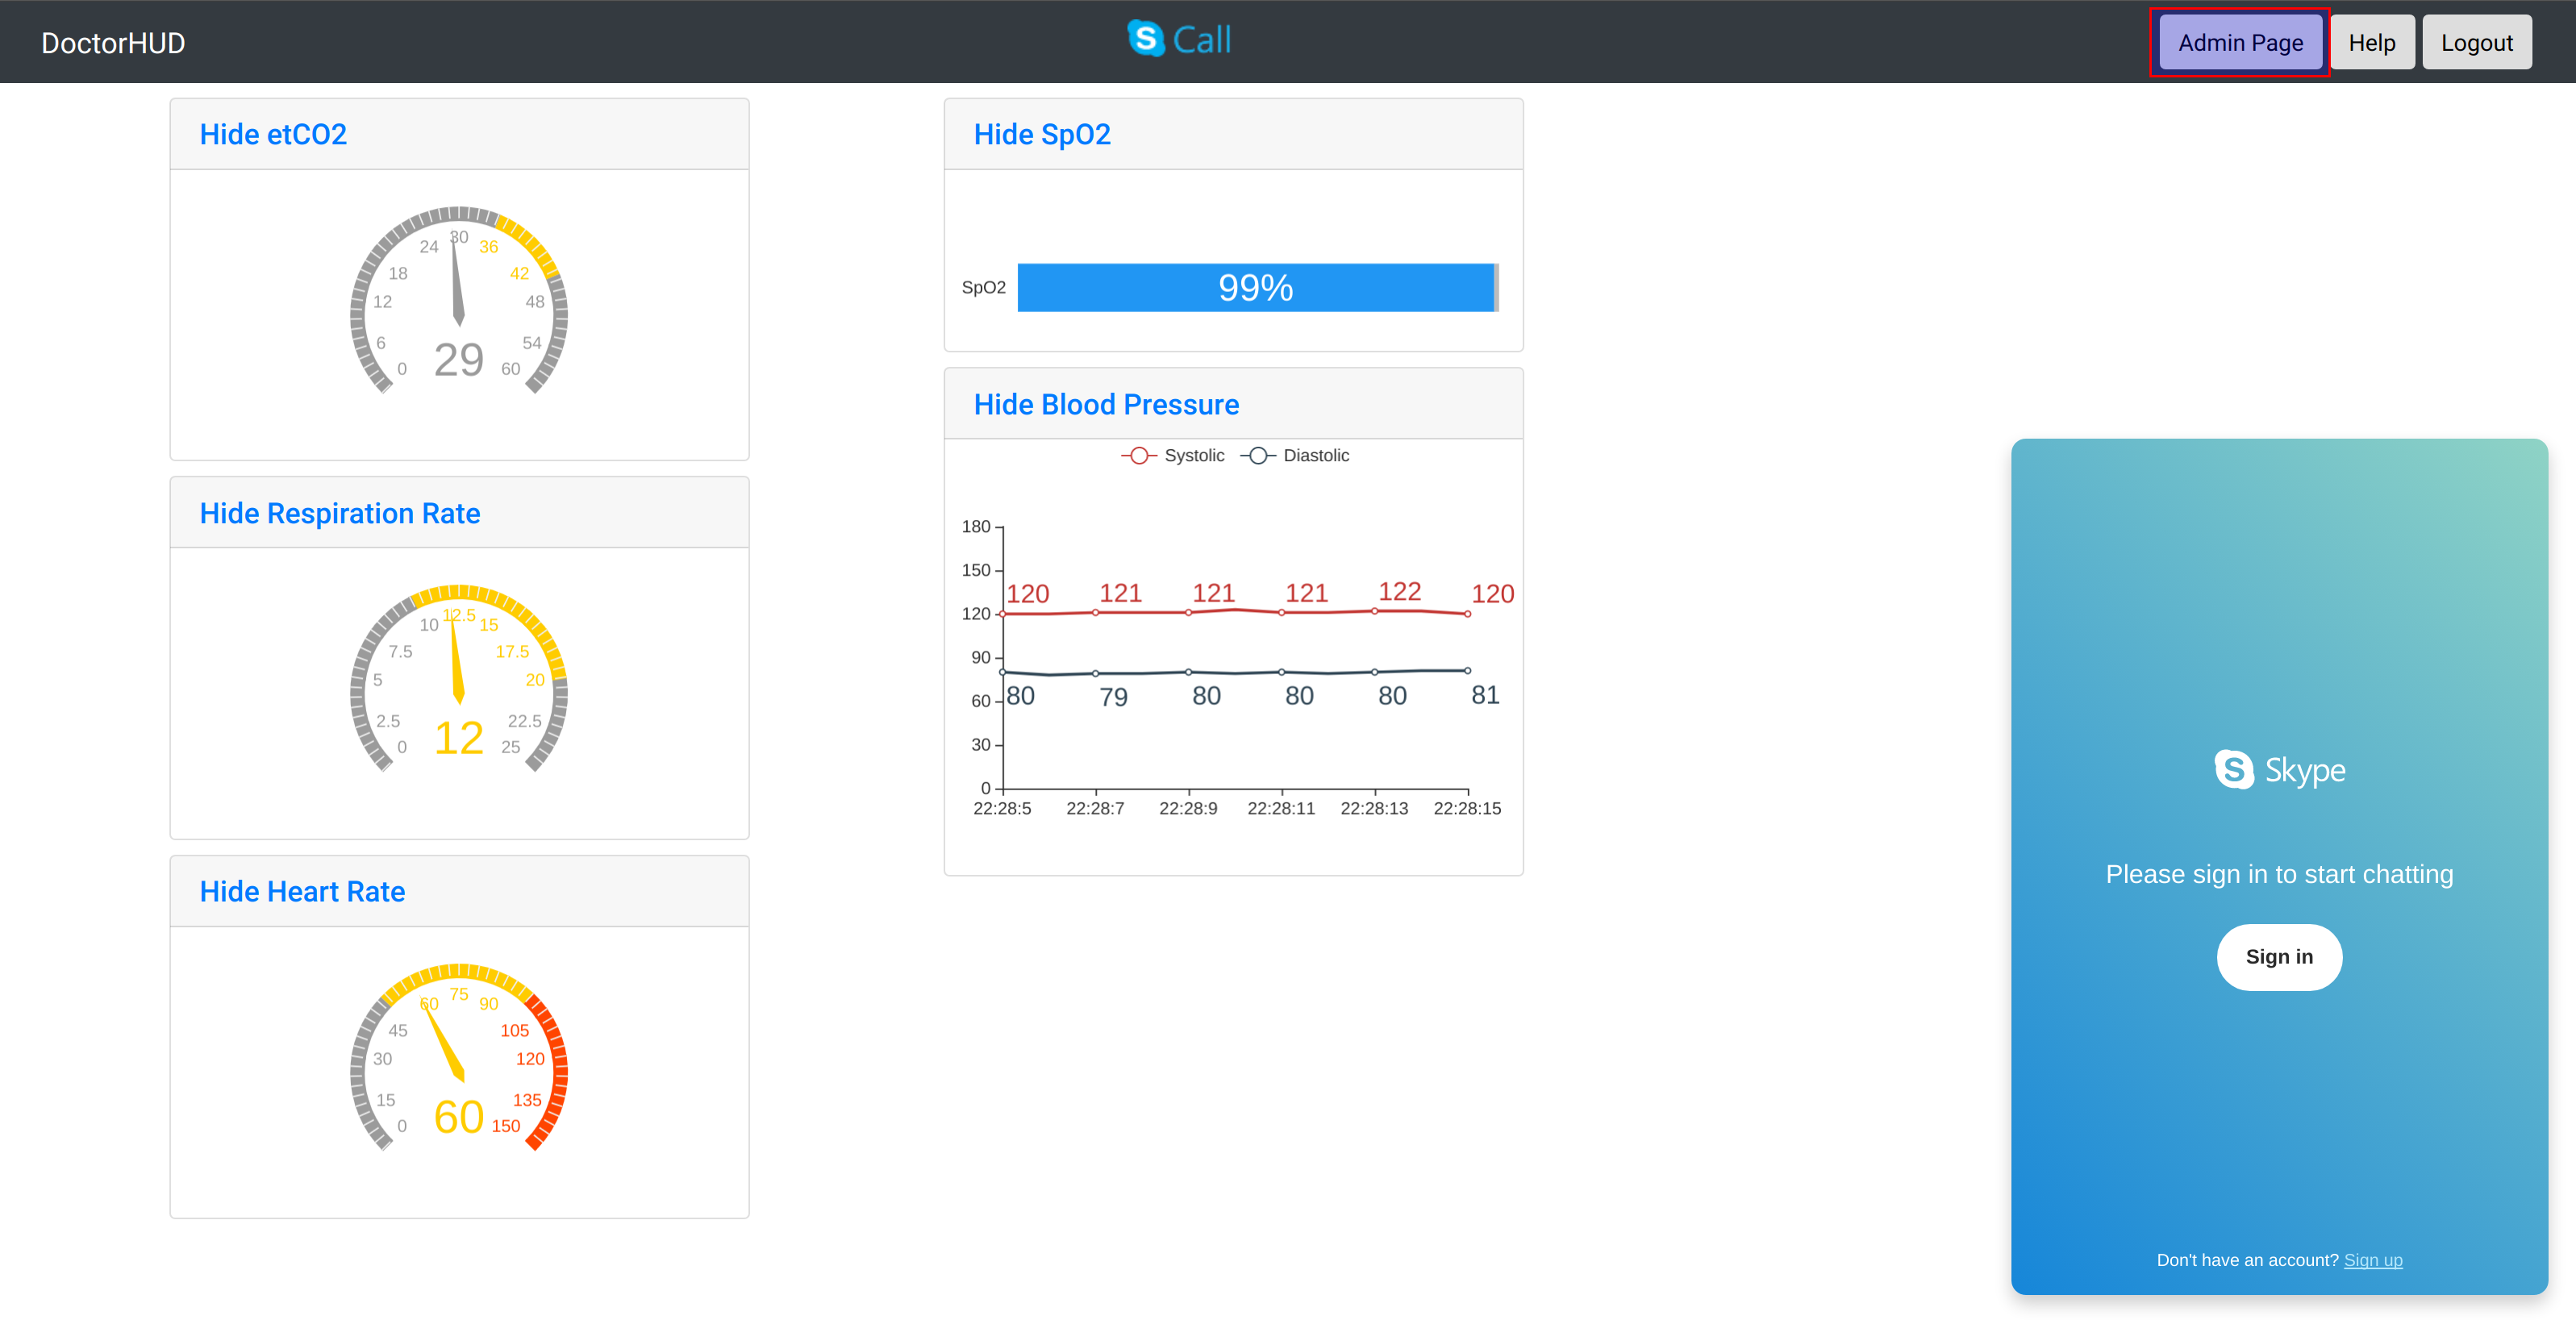 DoctorHUD
S Call
Admin Page
Help
Logout
Hide etCO2
0
6
12
18
24
30
36
42
48
54
60
29
Hide Respiration Rate
0
2.5
5
7.5
10
12.5
15
17.5
20
22.5
25
12
Hide Heart Rate
0
15
30
45
60
75
90
105
120
135
150
60
Hide SpO2
SpO2
99%
Hide Blood Pressure
Systolic
Diastolic
180
150
120
90
60
30
0
120 121 121 121 122 120
80 79 80 80 80 81
22:28:5 22:28:7 22:28:9 22:28:11 22:28:13 22:28:15
S Skype
Please sign in to start chatting
Sign in
Don't have an account? Sign up